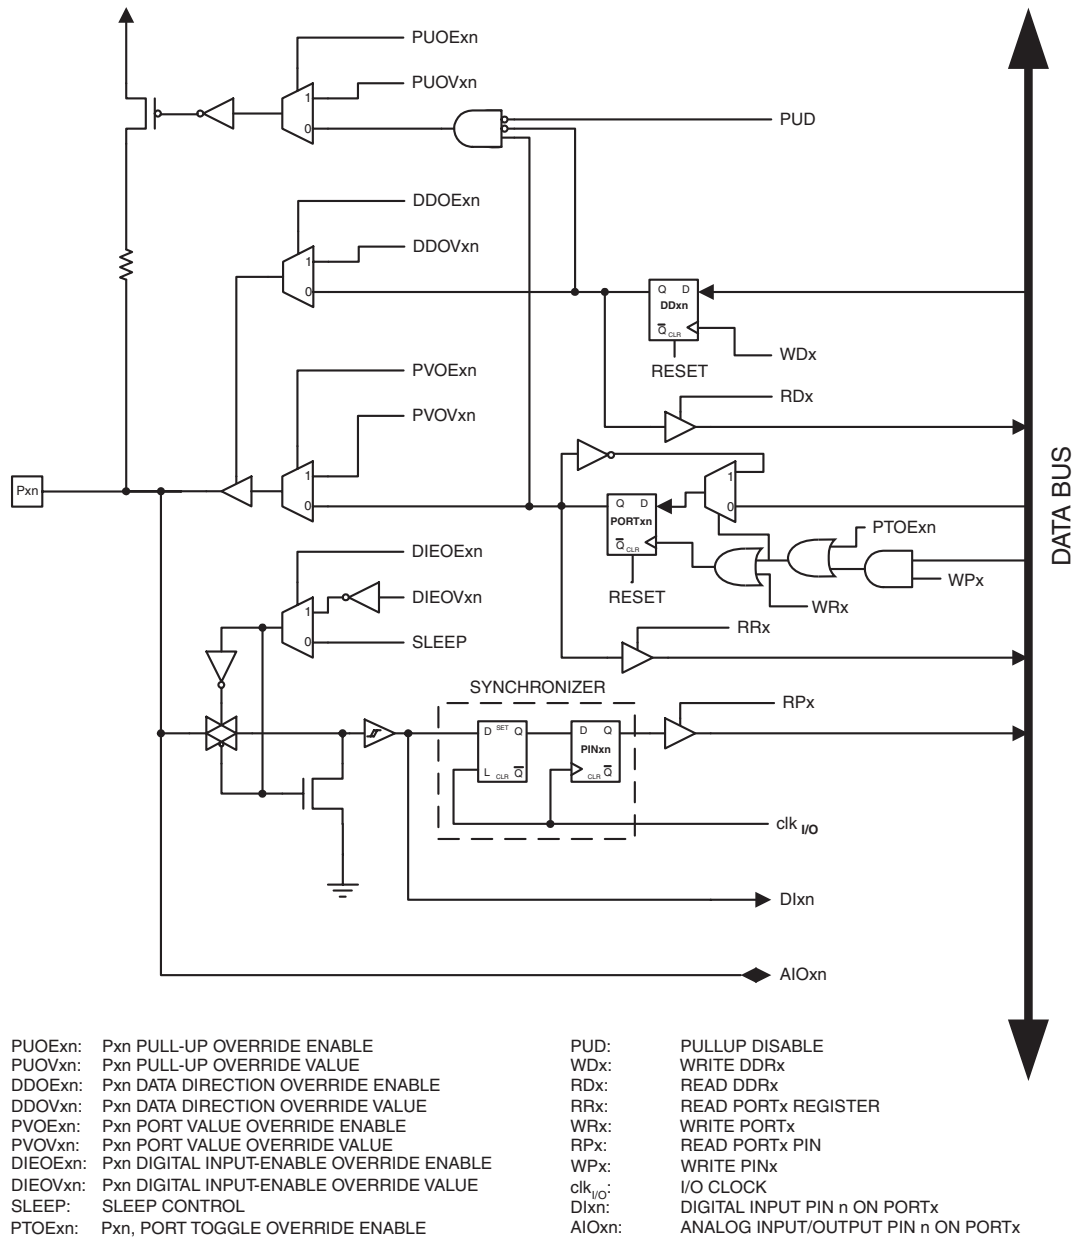 PUOExn
PUOVxn
1
0
PUD
DDOExn
DDOVxn
1
0
Q D
DDxn
Q CLR
WDx
RESET
PVOExn
RDx
PVOVxn
1
0
Pxn
1
0
Q D
PORTxn
Q CLR
PTOExn
DATA BUS
DIEOExn
WPx
RESET
WRx
DIEOVxn
1
0
SLEEP
RRx
SYNCHRONIZER
RPx
D SET Q
L CLR Q
D Q
PINxn
CLR Q
clk I/O
DIxn
AIOxn
PUOExn: Pxn PULL-UP OVERRIDE ENABLE
PUOVxn: Pxn PULL-UP OVERRIDE VALUE
DDOExn: Pxn DATA DIRECTION OVERRIDE ENABLE
DDOVxn: Pxn DATA DIRECTION OVERRIDE VALUE
PVOExn: Pxn PORT VALUE OVERRIDE ENABLE
PVOVxn: Pxn PORT VALUE OVERRIDE VALUE
DIEOExn: Pxn DIGITAL INPUT-ENABLE OVERRIDE ENABLE
DIEOVxn: Pxn DIGITAL INPUT-ENABLE OVERRIDE VALUE
SLEEP: SLEEP CONTROL
PTOExn: Pxn, PORT TOGGLE OVERRIDE ENABLE
PUD: PULLUP DISABLE
WDx: WRITE DDRx
RDx: READ DDRx
RRx: READ PORTx REGISTER
WRx: WRITE PORTx
RPx: READ PORTx PIN
WPx: WRITE PINx
clkI/O: I/O CLOCK
DIxn: DIGITAL INPUT PIN n ON PORTx
AIOxn: ANALOG INPUT/OUTPUT PIN n ON PORTx